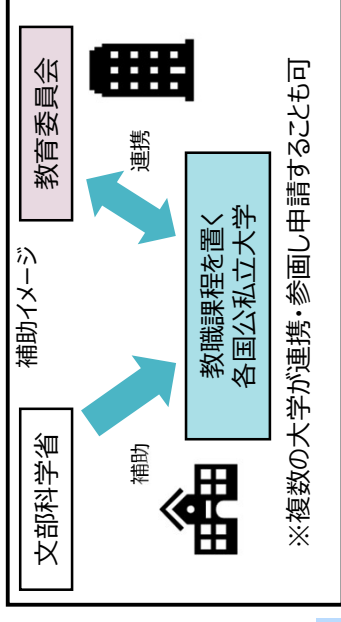 補助イメージ
文部科学省
教育委員会
補助
連携
教職課程を置く
各国公私立大学
※複数の大学が連携・参画し申請することも可